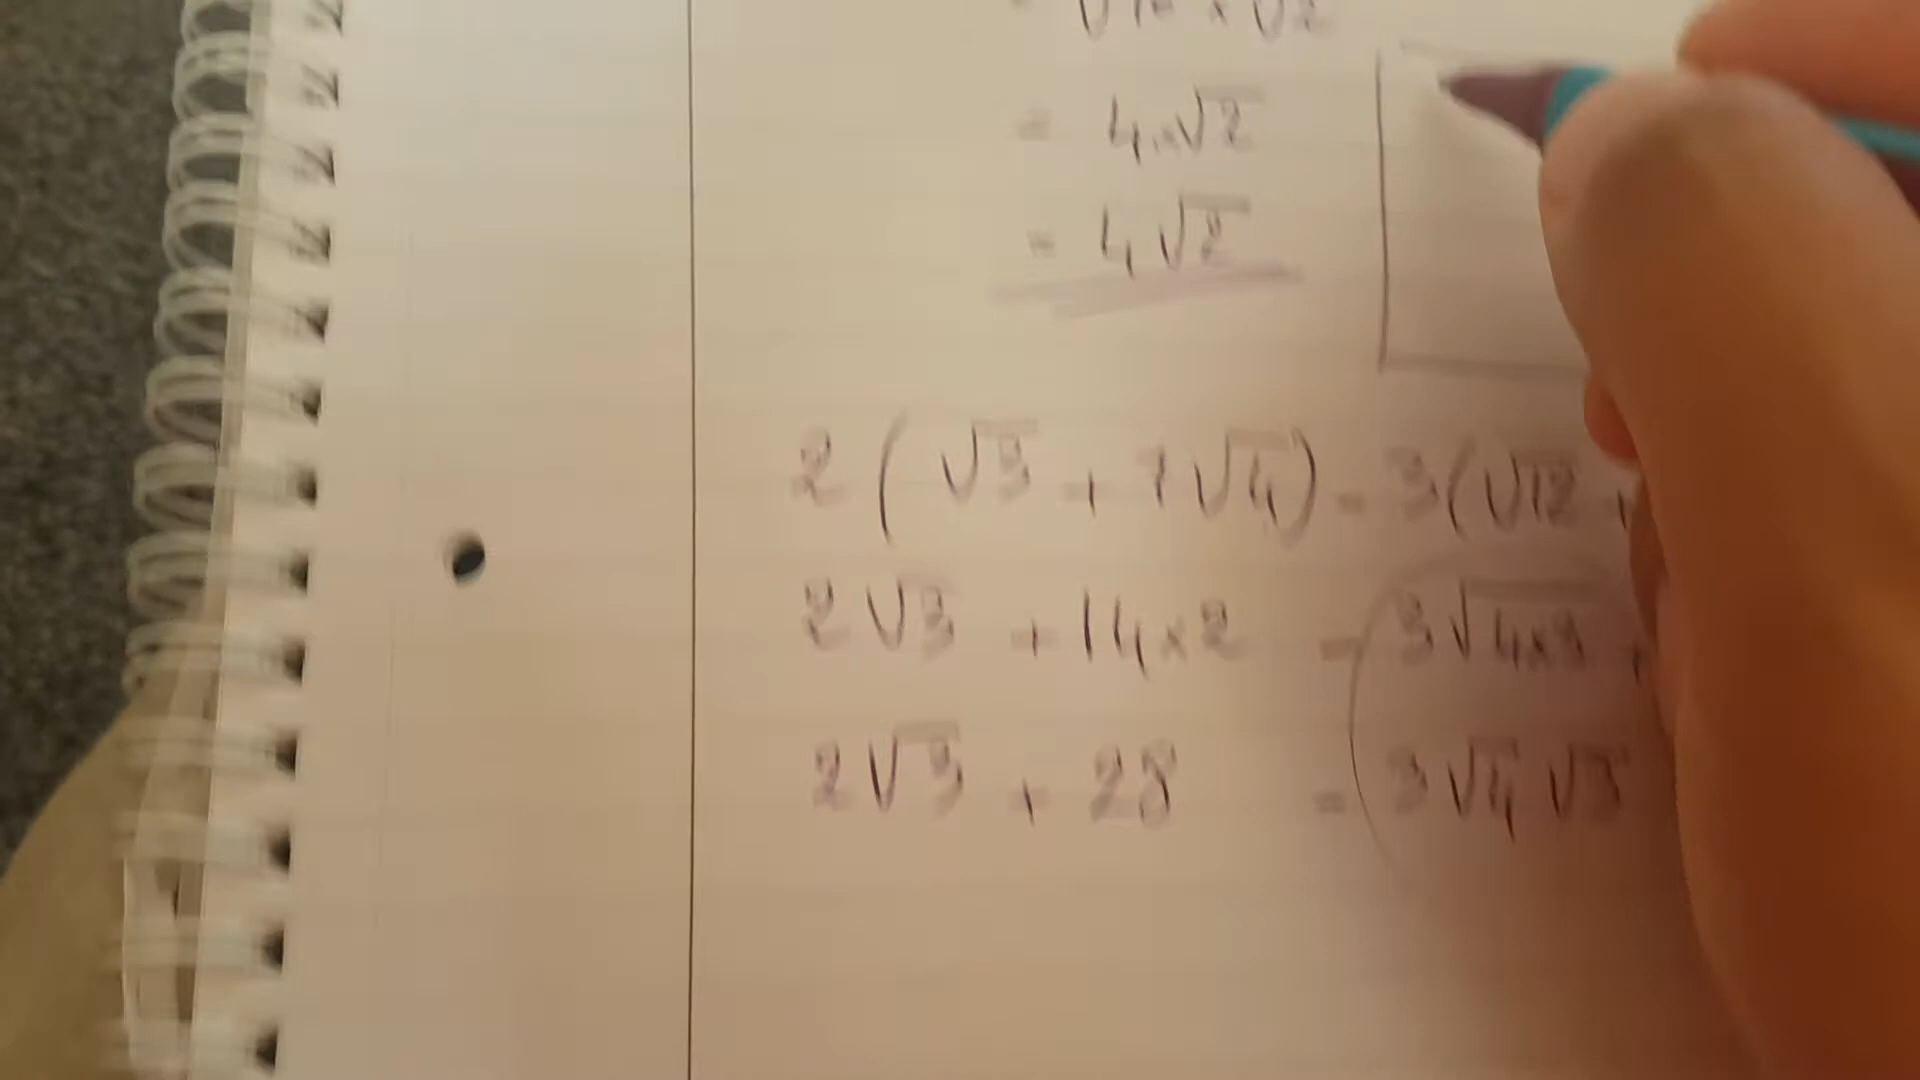 = 4×√2
= 4√2
2(√3 + 7√4) - 3(√12 +
2√3 + 14×2 - (3√4×3 +
2√3 + 28 - (3√4√3